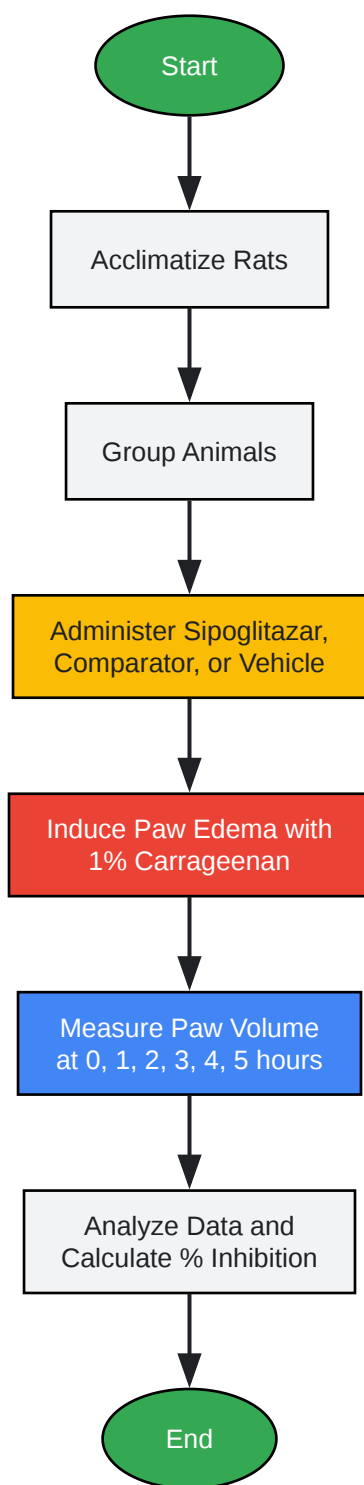 Start
Acclimatize Rats
Group Animals
Administer Sipoglitazar,
Comparator, or Vehicle
Induce Paw Edema with
1% Carrageenan
Measure Paw Volume
at 0, 1, 2, 3, 4, 5 hours
Analyze Data and
Calculate % Inhibition
End